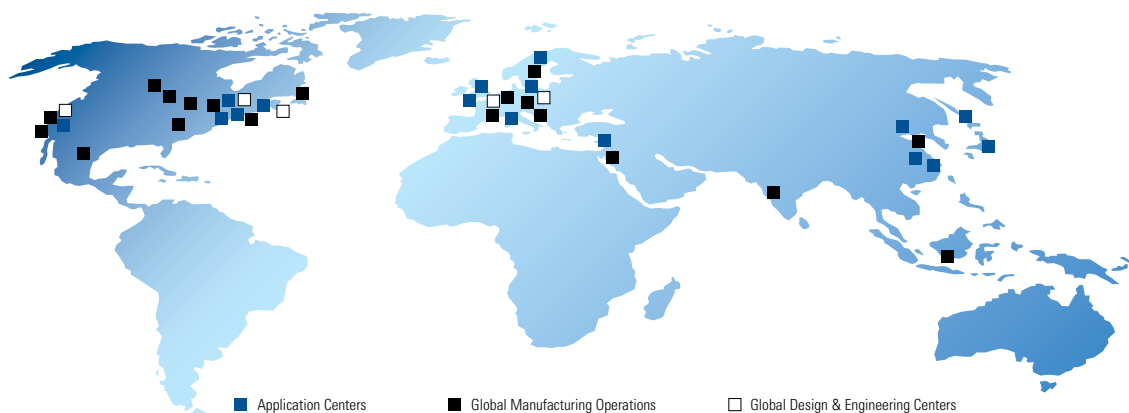 Application Centers
Global Manufacturing Operations
Global Design & Engineering Centers